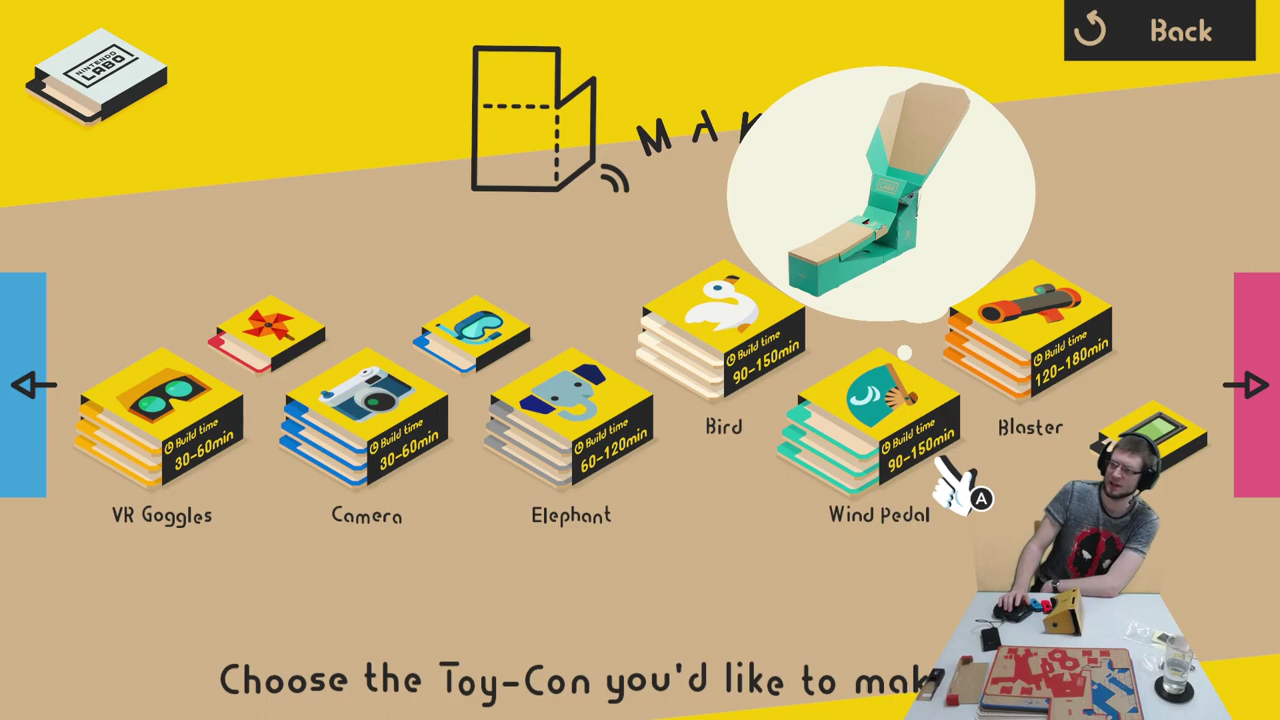 NINTENDO
LABO
Back
MAK
Build time
30-60min
Build time
30-60min
Build time
60-120min
Build time
90-150min
Build time
90-150min
Build time
120-180min
VR Goggles
Camera
Elephant
Bird
Wind Pedal
Blaster
A
Choose the Toy-Con you'd like to mak